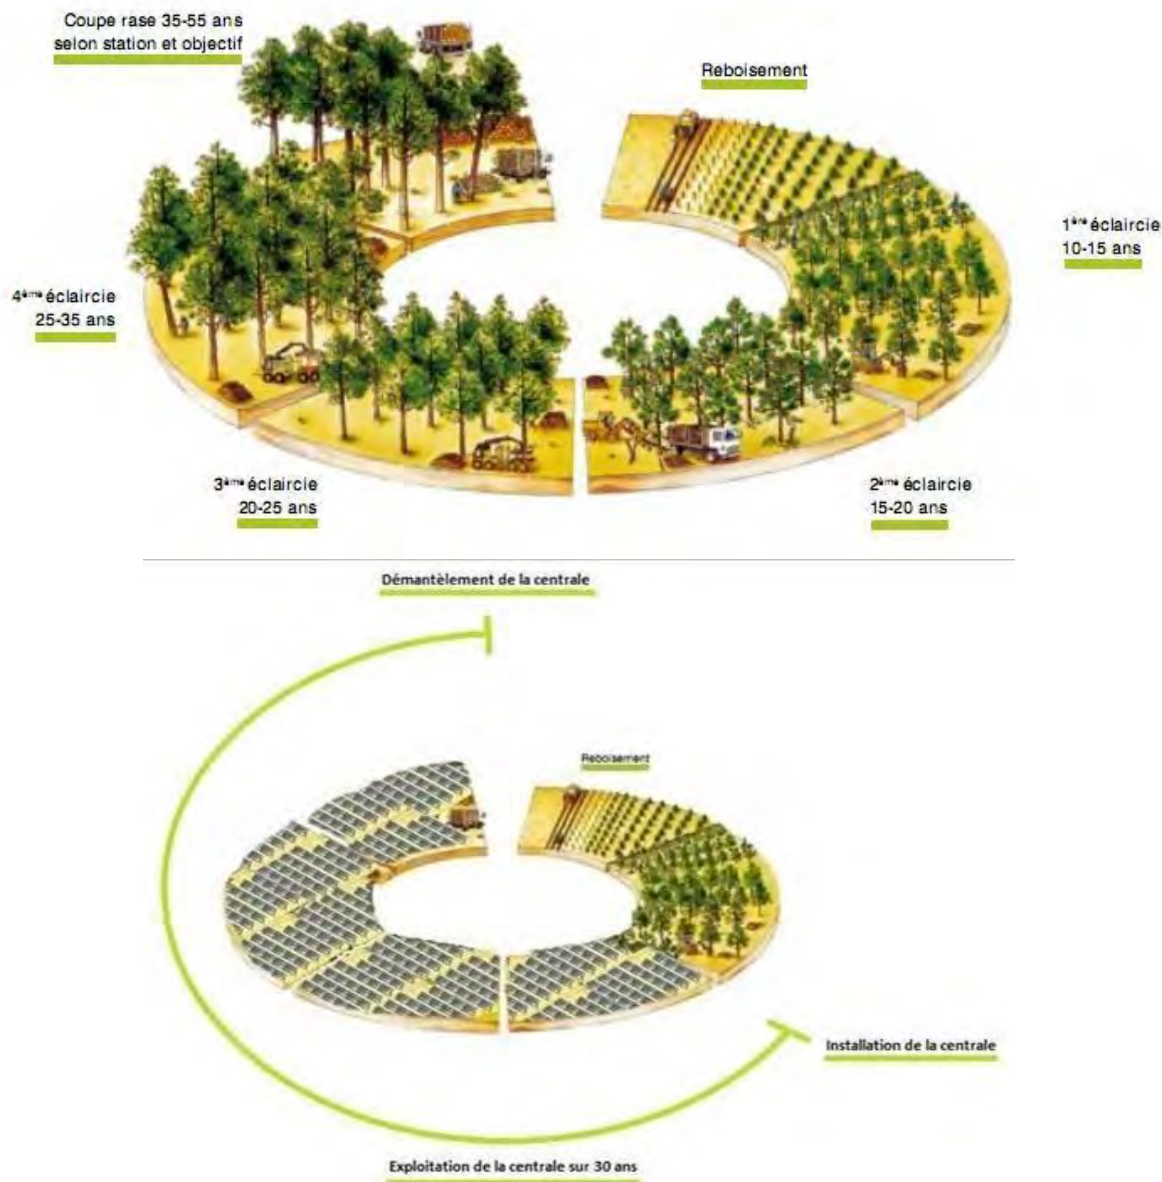 Coupe rase 35-55 ans
selon station et objectif
Reboisement
1ère éclaircie
10-15 ans
4ème éclaircie
25-35 ans
3ème éclaircie
20-25 ans
2ème éclaircie
15-20 ans
Démantèlement de la centrale
Reboisement
Installation de la centrale
Exploitation de la centrale sur 30 ans